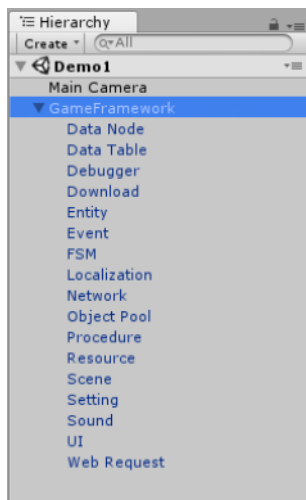 Hierarchy
Create All
Demo1
Main Camera
GameFramework
Data Node
Data Table
Debugger
Download
Entity
Event
FSM
Localization
Network
Object Pool
Procedure
Resource
Scene
Setting
Sound
UI
Web Request